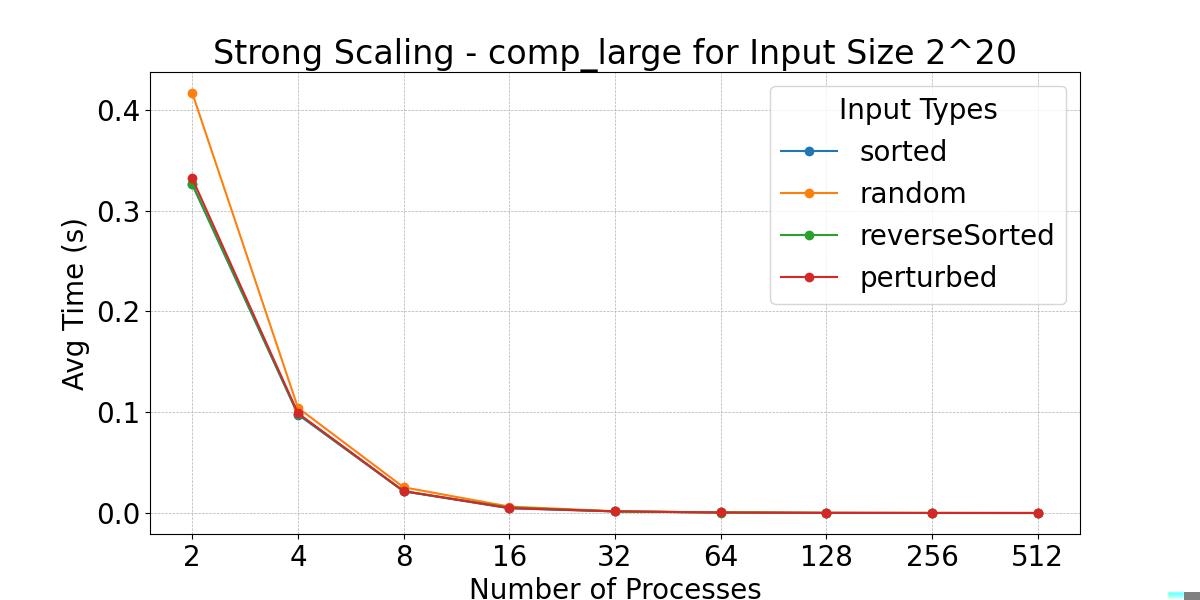 Strong Scaling - comp_large for Input Size 2^20
Avg Time (s)
0.4
0.3
0.2
0.1
0.0
Input Types
sorted
random
reverseSorted
perturbed
2 4 8 16 32 64 128 256 512
Number of Processes